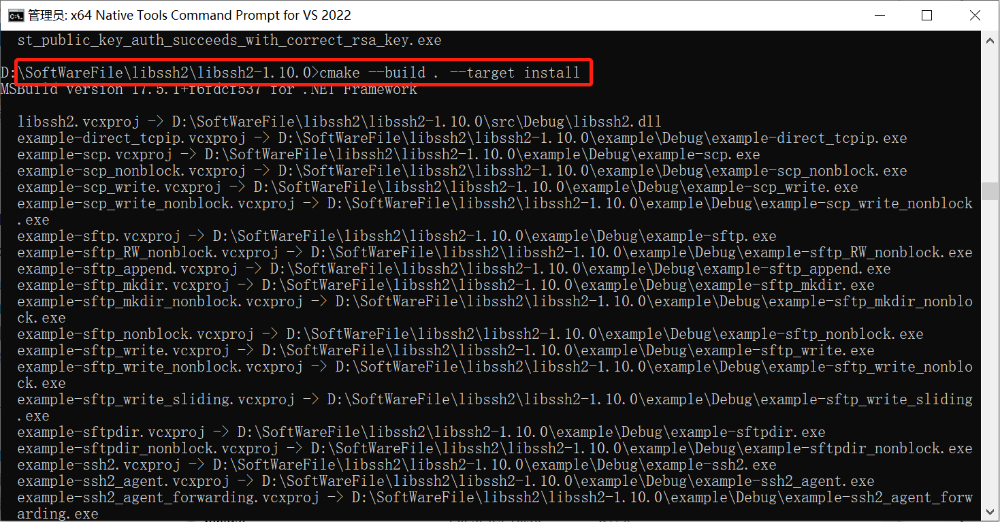 管理员: x64 Native Tools Command Prompt for VS 2022
st_public_key_auth_succeeds_with_correct_rsa_key.exe
D:\SoftWareFile\libssh2\libssh2-1.10.0>cmake --build . --target install
MSBuild version 17.5.1+f6fdcf537 for .NET Framework
libssh2.vcxproj -> D:\SoftWareFile\libssh2\libssh2-1.10.0\src\Debug\libssh2.dll
example-direct_tcpip.vcxproj -> D:\SoftWareFile\libssh2\libssh2-1.10.0\example\Debug\example-direct_tcpip.exe
example-scp.vcxproj -> D:\SoftWareFile\libssh2\libssh2-1.10.0\example\Debug\example-scp.exe
example-scp_nonblock.vcxproj -> D:\SoftWareFile\libssh2\libssh2-1.10.0\example\Debug\example-scp_nonblock.exe
example-scp_write.vcxproj -> D:\SoftWareFile\libssh2\libssh2-1.10.0\example\Debug\example-scp_write.exe
example-scp_write_nonblock.vcxproj -> D:\SoftWareFile\libssh2\libssh2-1.10.0\example\Debug\example-scp_write_nonblock
.exe
example-sftp.vcxproj -> D:\SoftWareFile\libssh2\libssh2-1.10.0\example\Debug\example-sftp.exe
example-sftp_RW_nonblock.vcxproj -> D:\SoftWareFile\libssh2\libssh2-1.10.0\example\Debug\example-sftp_RW_nonblock.exe
example-sftp_append.vcxproj -> D:\SoftWareFile\libssh2\libssh2-1.10.0\example\Debug\example-sftp_append.exe
example-sftp_mkdir.vcxproj -> D:\SoftWareFile\libssh2\libssh2-1.10.0\example\Debug\example-sftp_mkdir.exe
example-sftp_mkdir_nonblock.vcxproj -> D:\SoftWareFile\libssh2\libssh2-1.10.0\example\Debug\example-sftp_mkdir_nonblo
ck.exe
example-sftp_nonblock.vcxproj -> D:\SoftWareFile\libssh2\libssh2-1.10.0\example\Debug\example-sftp_nonblock.exe
example-sftp_write.vcxproj -> D:\SoftWareFile\libssh2\libssh2-1.10.0\example\Debug\example-sftp_write.exe
example-sftp_write_nonblock.vcxproj -> D:\SoftWareFile\libssh2\libssh2-1.10.0\example\Debug\example-sftp_write_nonblo
ck.exe
example-sftp_write_sliding.vcxproj -> D:\SoftWareFile\libssh2\libssh2-1.10.0\example\Debug\example-sftp_write_sliding
.exe
example-sftpdir.vcxproj -> D:\SoftWareFile\libssh2\libssh2-1.10.0\example\Debug\example-sftpdir.exe
example-sftpdir_nonblock.vcxproj -> D:\SoftWareFile\libssh2\libssh2-1.10.0\example\Debug\example-sftpdir_nonblock.exe
example-ssh2.vcxproj -> D:\SoftWareFile\libssh2\libssh2-1.10.0\example\Debug\example-ssh2.exe
example-ssh2_agent.vcxproj -> D:\SoftWareFile\libssh2\libssh2-1.10.0\example\Debug\example-ssh2_agent.exe
example-ssh2_agent_forwarding.vcxproj -> D:\SoftWareFile\libssh2\libssh2-1.10.0\example\Debug\example-ssh2_agent_forw
arding.exe